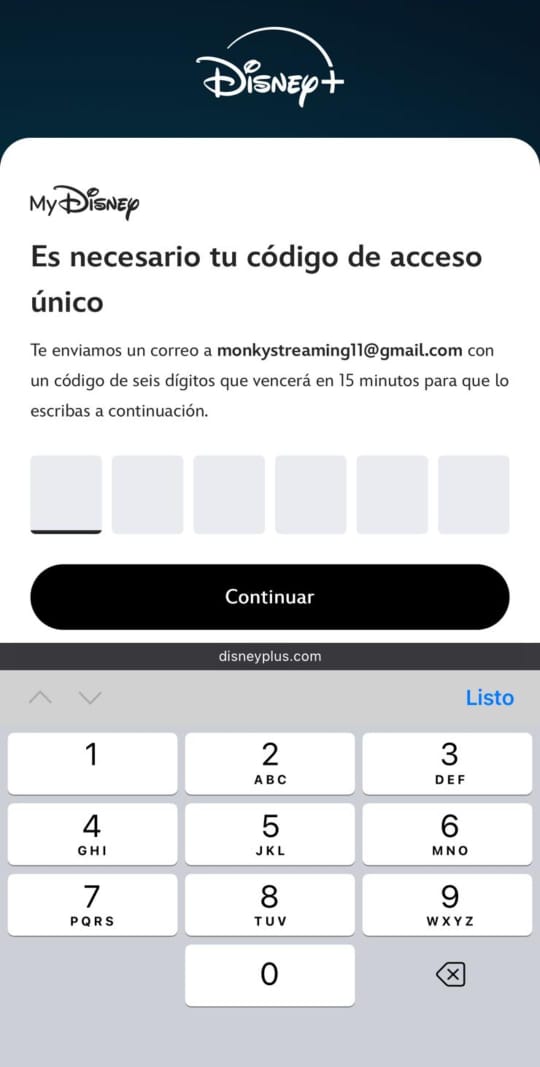 Disney+
My Disney
Es necesario tu código de acceso
único
Te enviamos un correo a monkystreaming11@gmail.com con
un código de seis dígitos que vencerá en 15 minutos para que lo
escribas a continuación.
Continuar
disneyplus.com
Listo
1 2 3
ABC DEF
4 5 6
GHI JKL MNO
7 8 9
PQRS TUV WXYZ
0